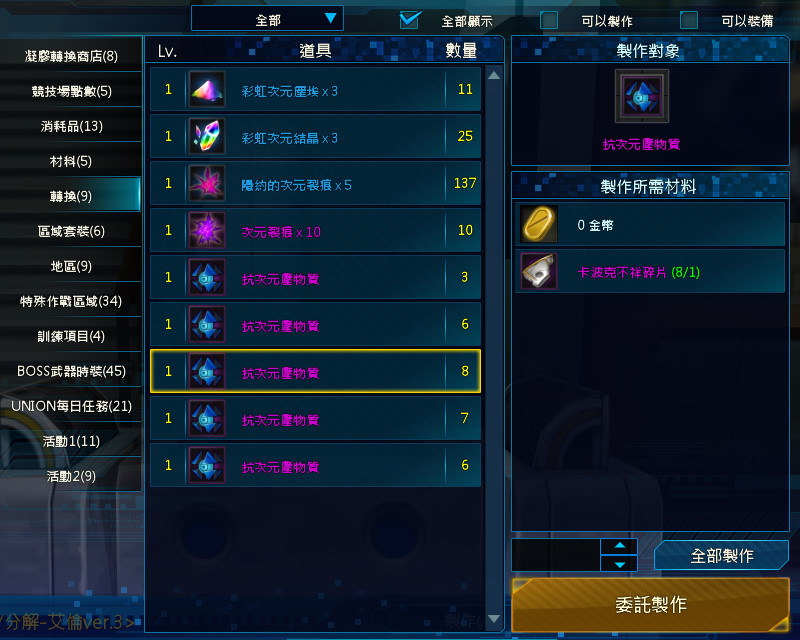 全部
全部顯示
可以製作
可以裝備
凝膠轉換商店(8)
競技場點數(5)
消耗品(13)
材料(5)
轉換(9)
區域套裝(6)
地區(9)
特殊作戰區域(34)
訓練項目(4)
BOSS武器時裝(45)
UNION每日任務(21)
活動1(11)
活動2(9)
/分解-艾倫ver.3>
Lv. 道具 數量
1 彩虹次元塵埃 x 3 11
1 彩虹次元結晶 x 3 25
1 隱約的次元裂痕 x 5 137
1 次元裂痕 x 10 10
1 抗次元塵物質 3
1 抗次元塵物質 6
1 抗次元塵物質 8
1 抗次元塵物質 7
1 抗次元塵物質 6
製作對象
抗次元塵物質
製作所需材料
0 金幣
卡波克不祥碎片 (8/1)
全部製作
委託製作